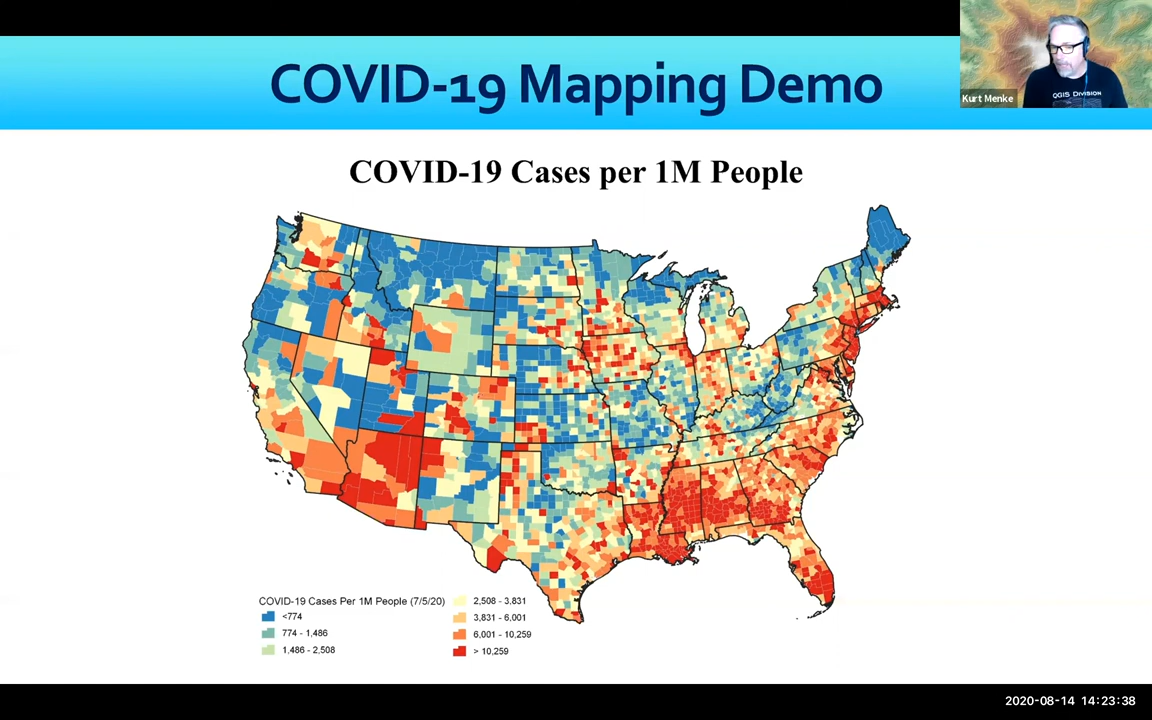 COVID-19 Mapping Demo
Kurt Menke
QGIS DIVISION
COVID-19 Cases per 1M People
COVID-19 Cases Per 1M People (7/5/20)
<774
774 - 1,486
1,486 - 2,508
2,508 - 3.831
3,831 - 6,001
6,001 - 10,259
> 10,259
2020-08-14 14:23:38